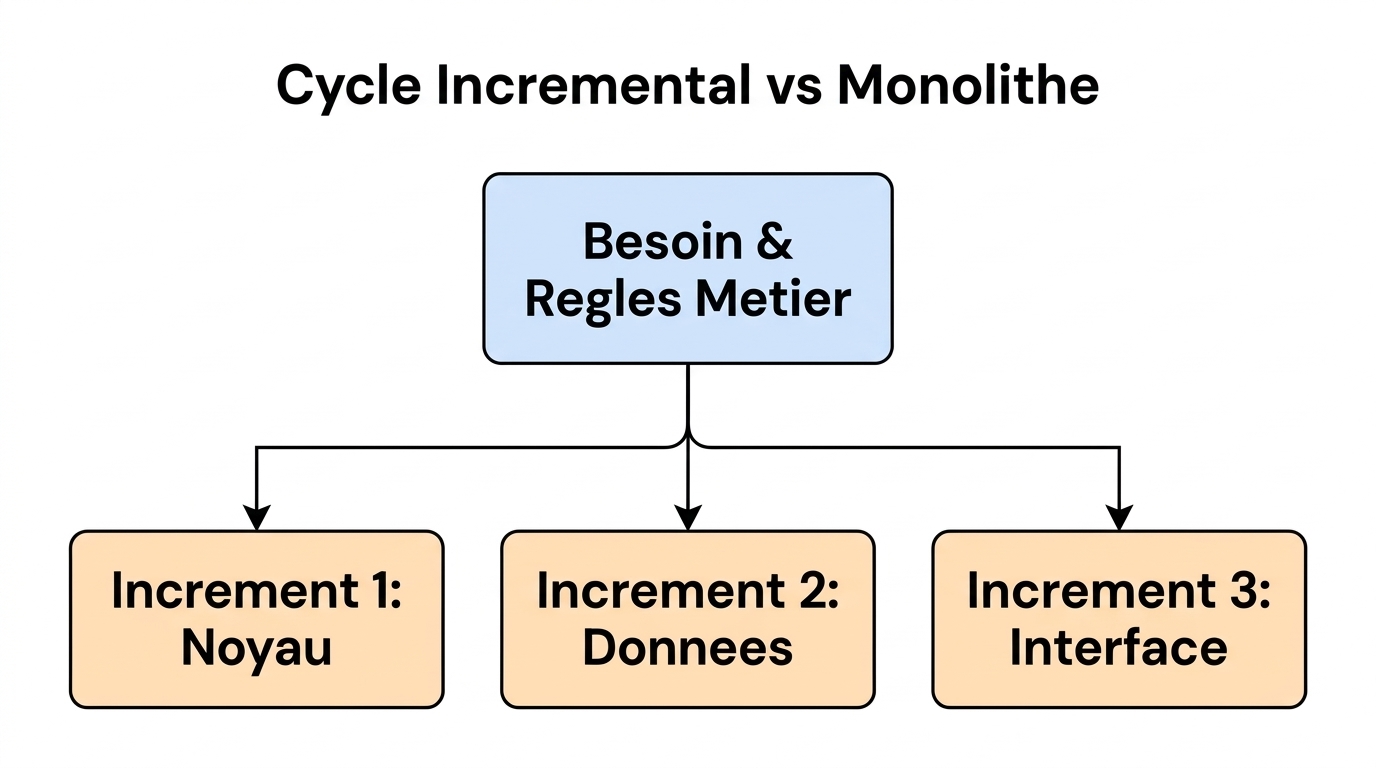 Cycle Incremental vs Monolithe
Besoin &
Regles Metier
Increment 1:
Noyau
Increment 2:
Donnees
Increment 3:
Interface